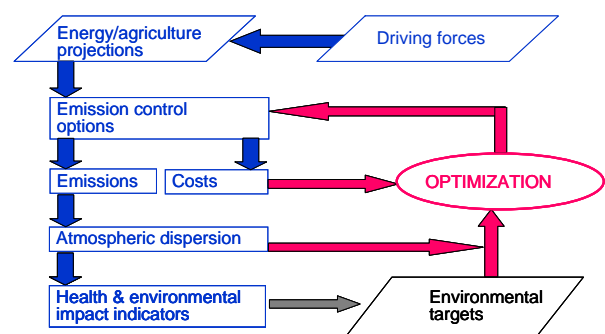 Energy/agriculture
projections
Driving forces
Emission control
options
Emissions
Costs
OPTIMIZATION
Atmospheric dispersion
Health & environmental
impact indicators
Environmental
targets